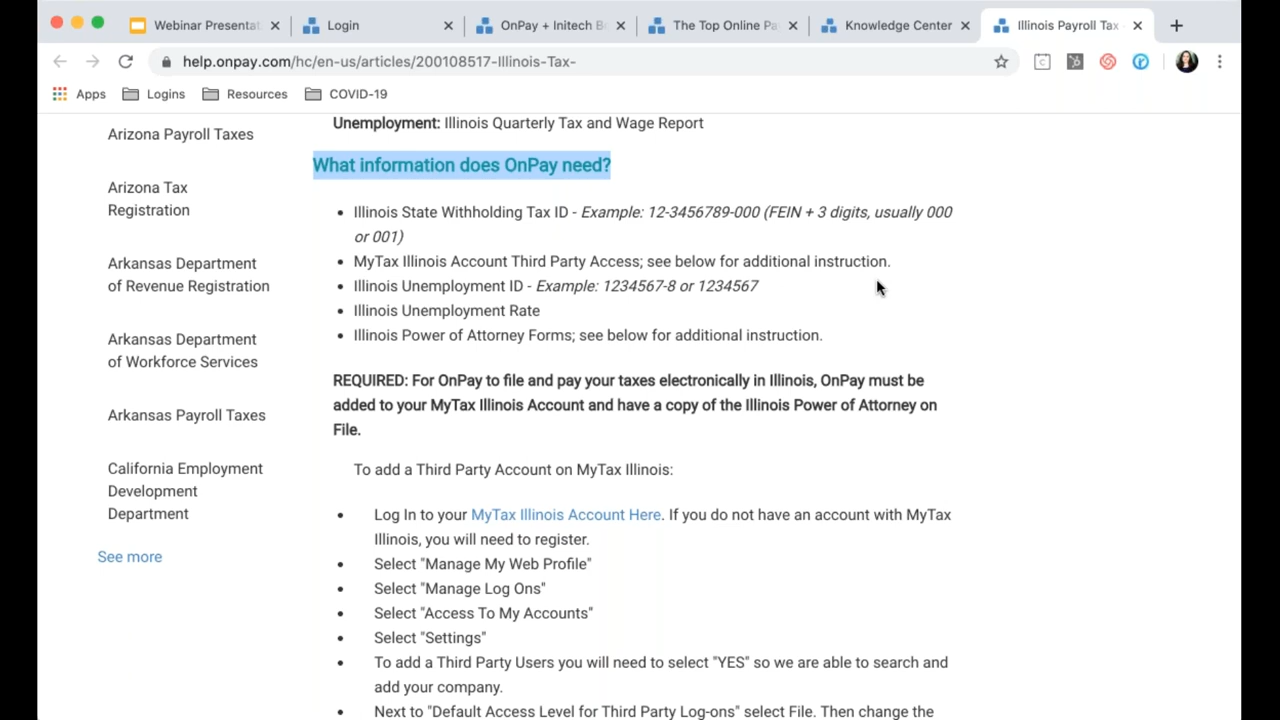 Webinar Presentat
Login
OnPay + Initech B
The Top Online Pa
Knowledge Center
Illinois Payroll Tax
help.onpay.com/hc/en-us/articles/200108517-Illinois-Tax-
Apps
Logins
Resources
COVID-19
Arizona Payroll Taxes
Arizona Tax
Registration
Arkansas Department
of Revenue Registration
Arkansas Department
of Workforce Services
Arkansas Payroll Taxes
California Employment
Development
Department
See more
Unemployment: Illinois Quarterly Tax and Wage Report
What information does OnPay need?
• Illinois State Withholding Tax ID - Example: 12-3456789-000 (FEIN + 3 digits, usually 000
or 001)
• MyTax Illinois Account Third Party Access; see below for additional instruction.
• Illinois Unemployment ID - Example: 1234567-8 or 1234567
• Illinois Unemployment Rate
• Illinois Power of Attorney Forms; see below for additional instruction.
REQUIRED: For OnPay to file and pay your taxes electronically in Illinois, OnPay must be
added to your MyTax Illinois Account and have a copy of the Illinois Power of Attorney on
File.
To add a Third Party Account on MyTax Illinois:
• Log In to your MyTax Illinois Account Here. If you do not have an account with MyTax
Illinois, you will need to register.
• Select "Manage My Web Profile"
• Select "Manage Log Ons"
• Select "Access To My Accounts"
• Select "Settings"
• To add a Third Party Users you will need to select "YES" so we are able to search and
add your company.
• Next to "Default Access Level for Third Party Log-ons" select File. Then change the